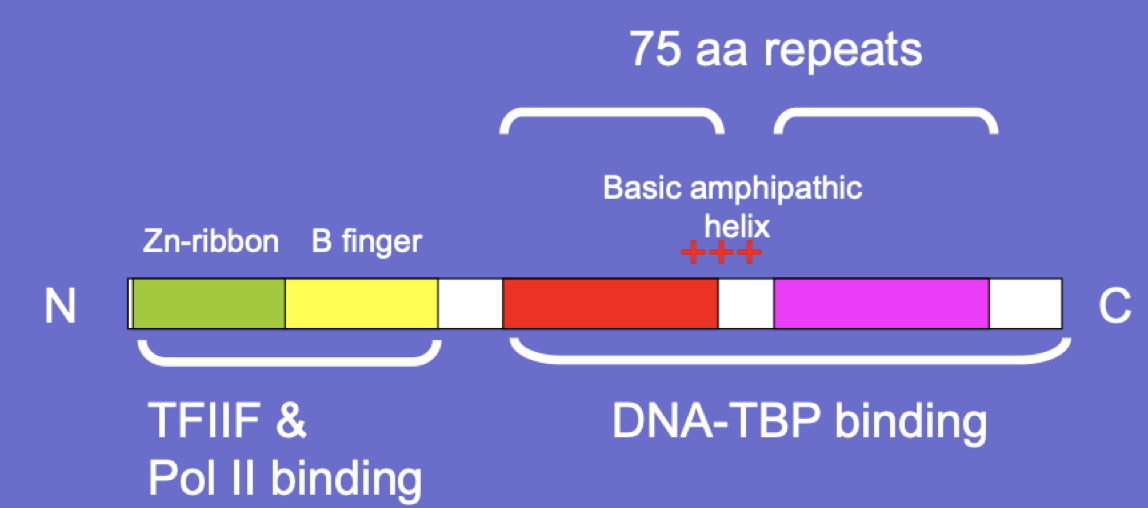 75 aa repeats
Basic amphipathic
helix
+++
Zn-ribbon
B finger
N
C
TFIIF &
Pol II binding
DNA-TBP binding